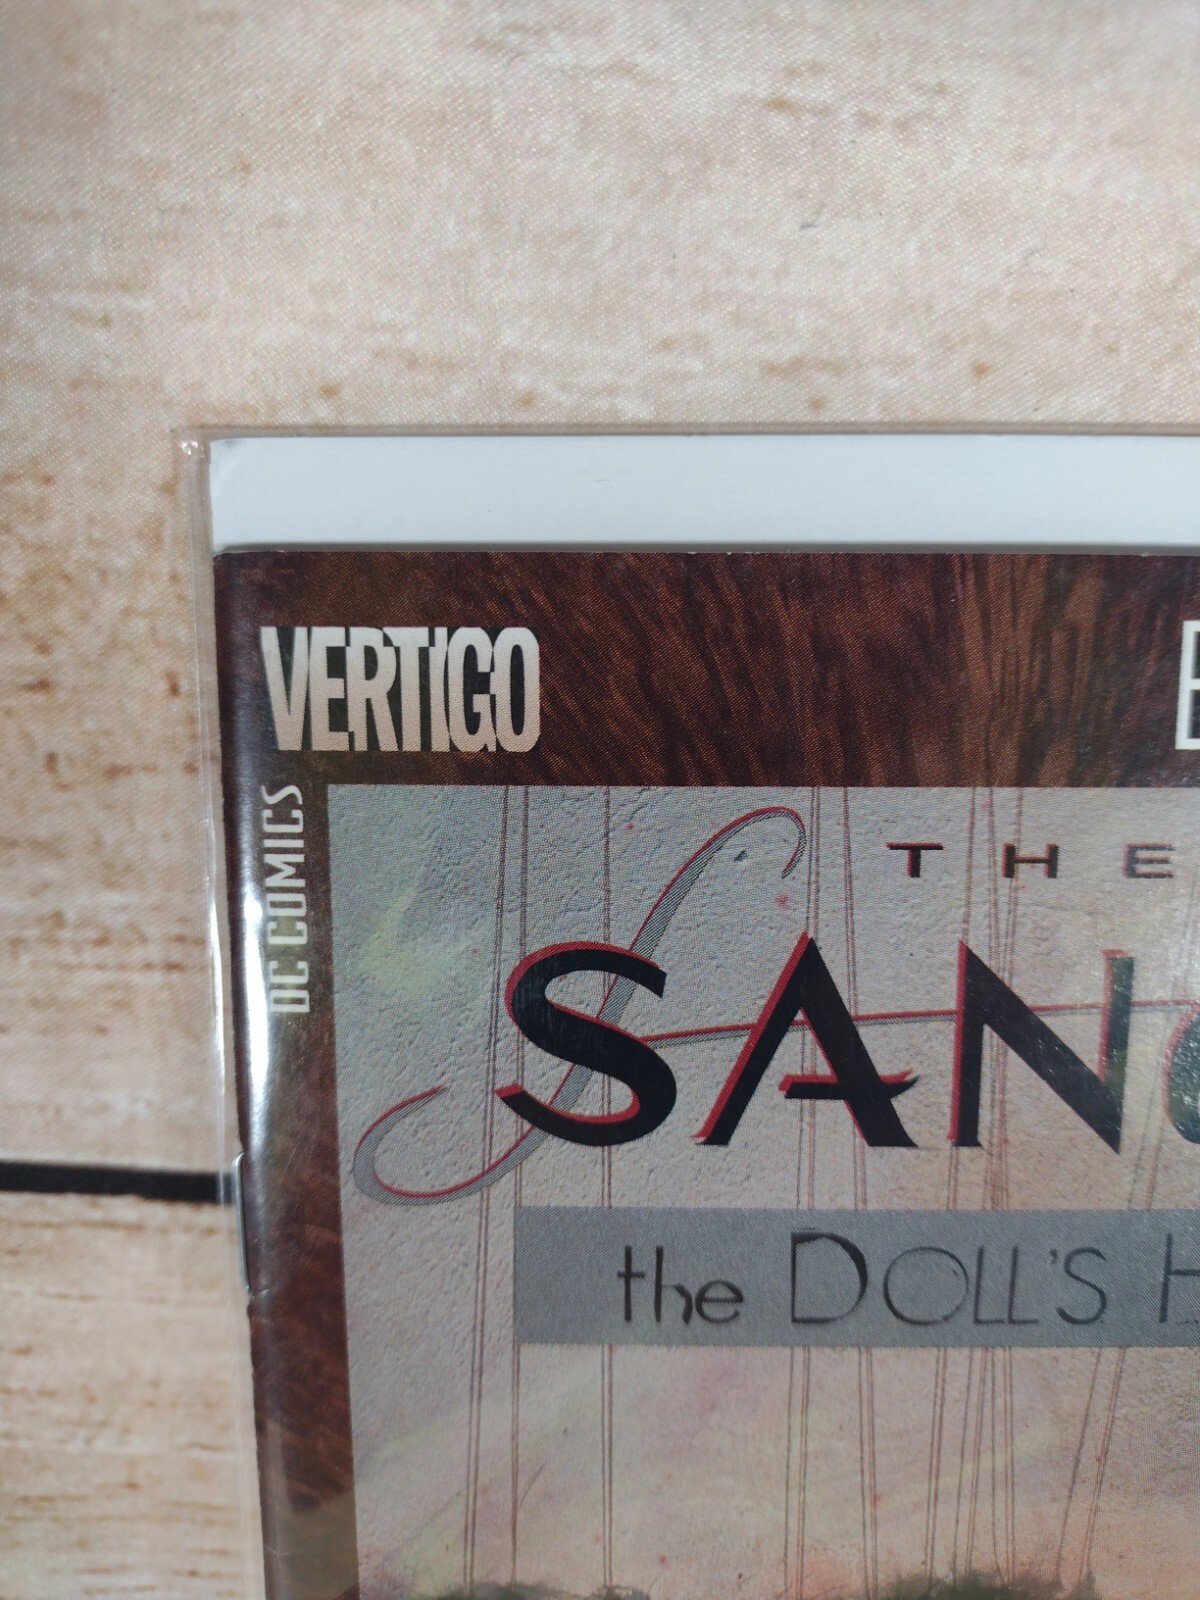 VERTIGO
DC COMICS
THE
SAN
the DOLL'S